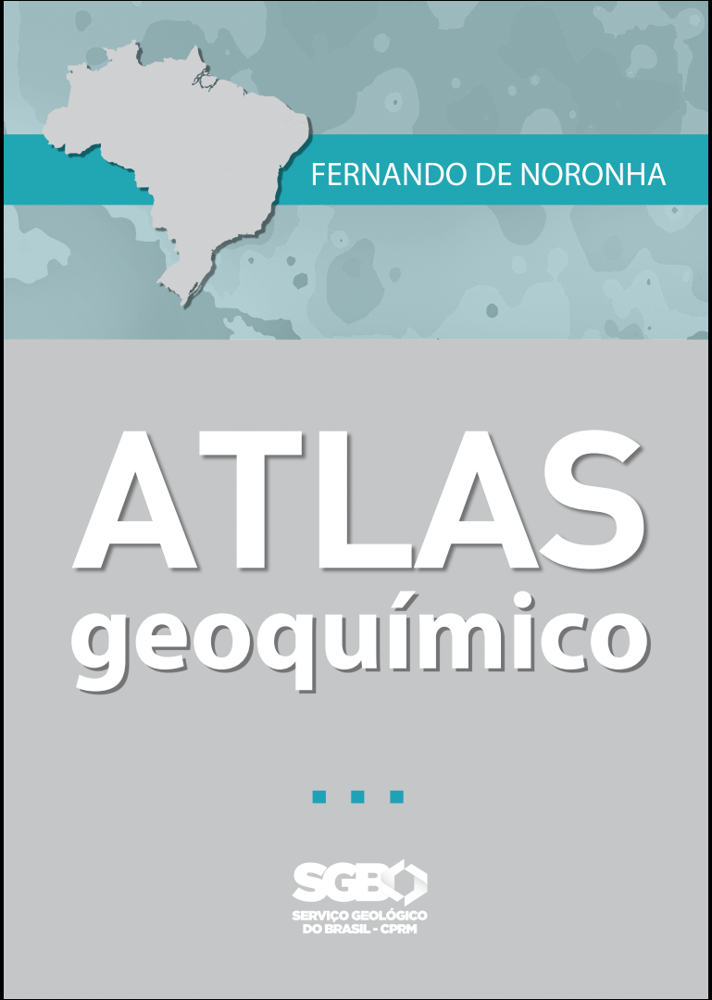 FERNANDO DE NORONHA
ATLAS
geoquímico
SGB
SERVIÇO GEOLÓGICO
DO BRASIL - CPRM